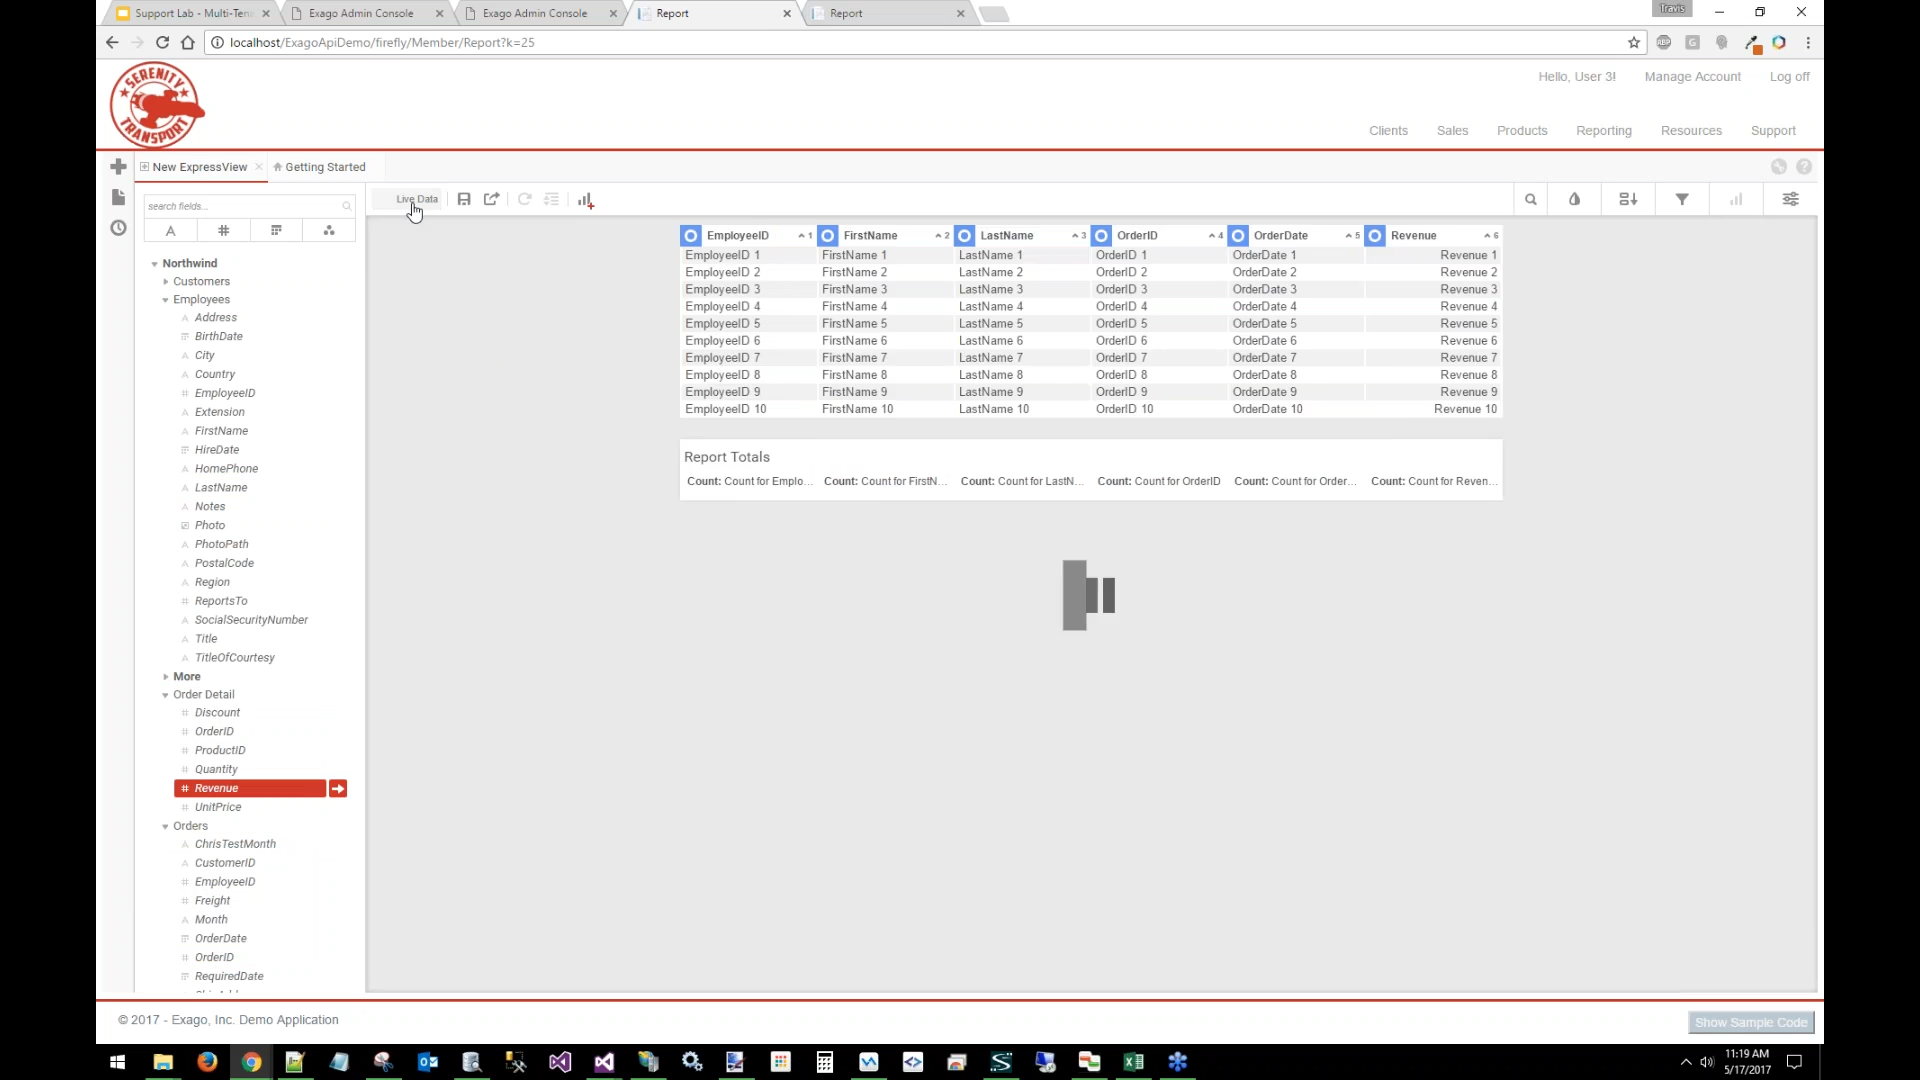 Support Lab - Multi-Ten
Exago Admin Console
Exago Admin Console
Report
Report
Travis
localhost/ExagoApiDemo/firefly/Member/Report?k=25
SERENITY TRANSPORT
Hello, User 3!
Manage Account
Log off
Clients
Sales
Products
Reporting
Resources
Support
New ExpressView
Getting Started
search fields...
A
#
Live Data
Northwind
Customers
Employees
Address
BirthDate
City
Country
EmployeeID
Extension
FirstName
HireDate
HomePhone
LastName
Notes
Photo
PhotoPath
PostalCode
Region
ReportsTo
SocialSecurityNumber
Title
TitleOfCourtesy
More
Order Detail
Discount
OrderID
ProductID
Quantity
Revenue
UnitPrice
Orders
ChrisTestMonth
CustomerID
EmployeeID
Freight
Month
OrderDate
OrderID
RequiredDate
EmployeeID 1 FirstName 2 LastName 3 OrderID 4 OrderDate 5 Revenue 6
EmployeeID 1 FirstName 1 LastName 1 OrderID 1 OrderDate 1 Revenue 1
EmployeeID 2 FirstName 2 LastName 2 OrderID 2 OrderDate 2 Revenue 2
EmployeeID 3 FirstName 3 LastName 3 OrderID 3 OrderDate 3 Revenue 3
EmployeeID 4 FirstName 4 LastName 4 OrderID 4 OrderDate 4 Revenue 4
EmployeeID 5 FirstName 5 LastName 5 OrderID 5 OrderDate 5 Revenue 5
EmployeeID 6 FirstName 6 LastName 6 OrderID 6 OrderDate 6 Revenue 6
EmployeeID 7 FirstName 7 LastName 7 OrderID 7 OrderDate 7 Revenue 7
EmployeeID 8 FirstName 8 LastName 8 OrderID 8 OrderDate 8 Revenue 8
EmployeeID 9 FirstName 9 LastName 9 OrderID 9 OrderDate 9 Revenue 9
EmployeeID 10 FirstName 10 LastName 10 OrderID 10 OrderDate 10 Revenue 10
Report Totals
Count: Count for Emplo... Count: Count for FirstN... Count: Count for LastN... Count: Count for OrderID Count: Count for Order... Count: Count for Reven...
© 2017 - Exago, Inc. Demo Application
Show Sample Code
11:19 AM
5/17/2017